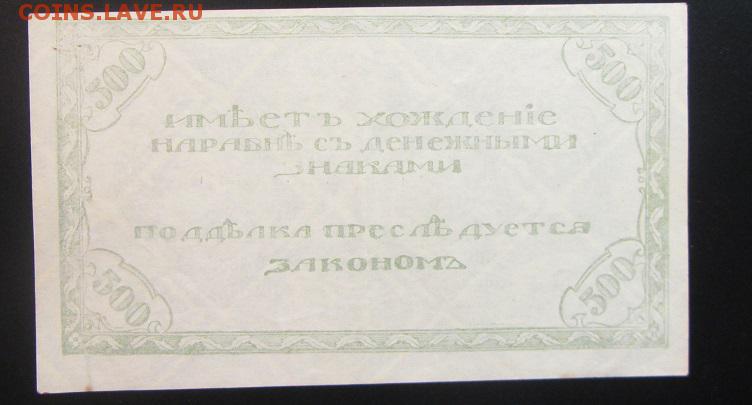 COINS.LAVE.RU
500 500
ИМѢЕТЪ ХОЖДЕНІЕ
НАРАВНѢ СЪ ДЕНЕЖНЫМИ
ЗНАКАМИ
ПОДДѢЛКА ПРЕСЛѢДУЕТСЯ
ЗАКОНОМЪ
500 500